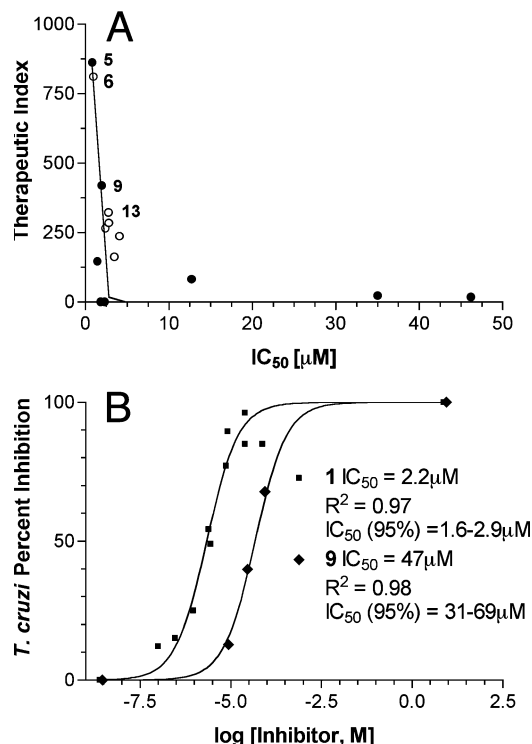 A
1000
750
500
250
0
Therapeutic Index
5
6
9
13
0 10 20 30 40 50
IC50 [μM]
B
100
50
0
T. cruzi Percent Inhibition
1 IC50 = 2.2μM
R2 = 0.97
IC50 (95%) =1.6-2.9μM
9 IC50 = 47μM
R2 = 0.98
IC50 (95%) = 31-69μM
-7.5 -5.0 -2.5 0.0 2.5
log [Inhibitor, M]